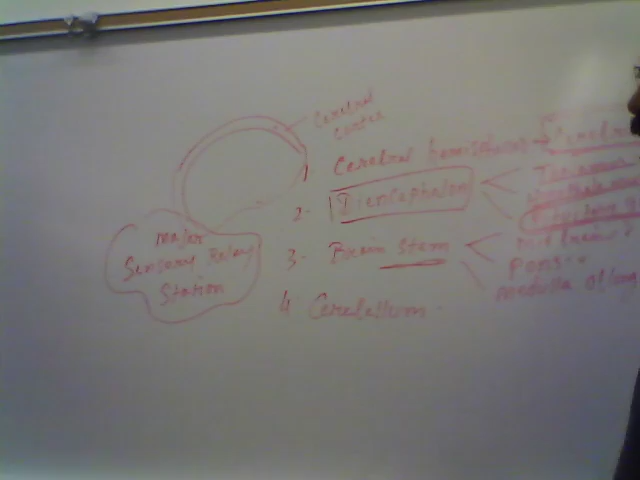 Cerebral
cortex
1 Cerebral hemispheres
2- Diencephalon
3- Brain Stem
Midbrain
Pons
medulla oblong
4 Cerebellum
major
Sensory Relay
Station